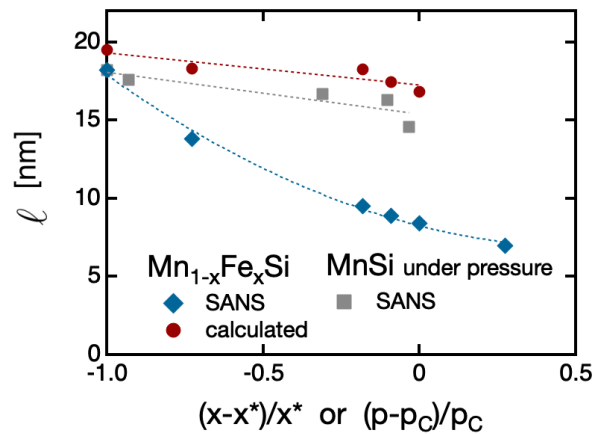 20
15
10
5
0
ℓ [nm]
Mn1-xFexSi
SANS
calculated
MnSi under pressure
SANS
-1.0 -0.5 0 0.5
(x-x*)/x* or (p-pC)/pC